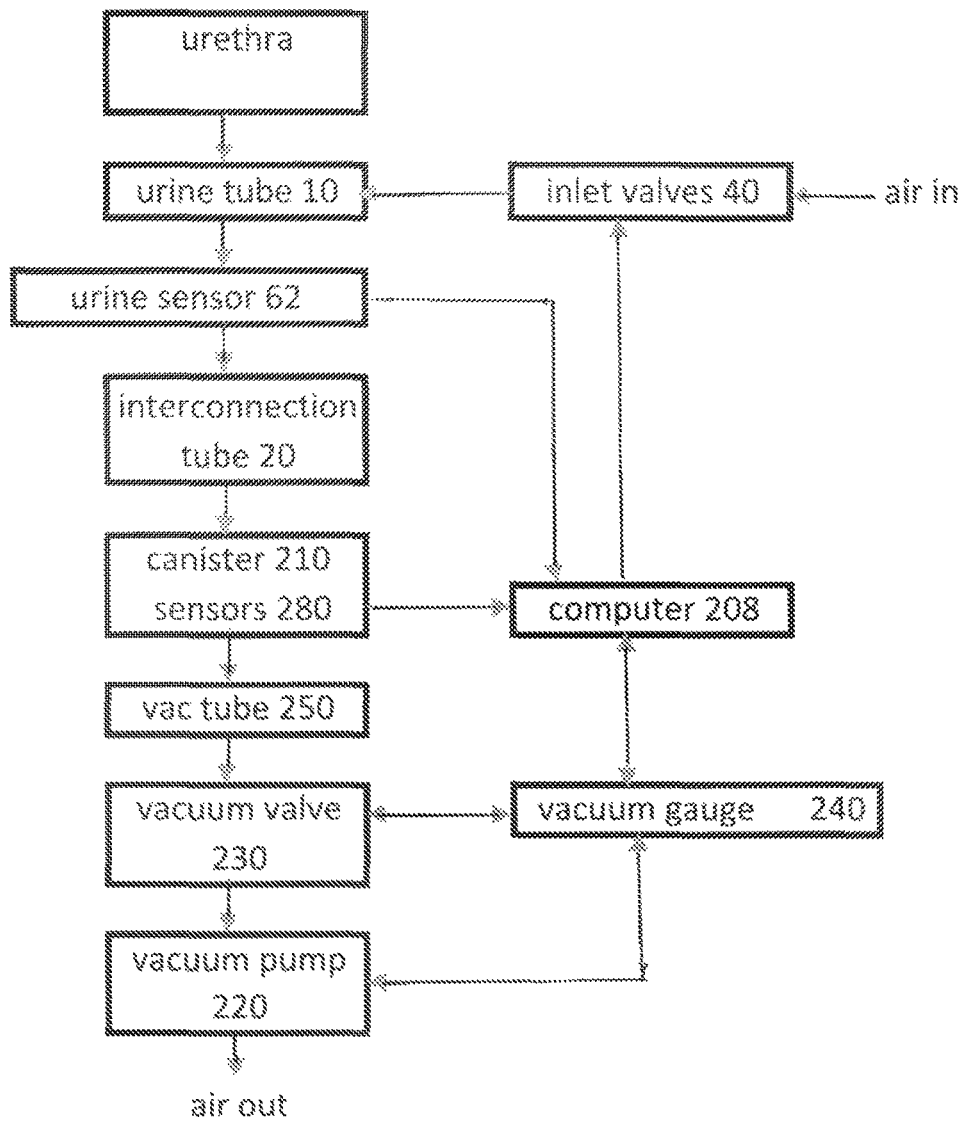 urethra
urine tube 10
inlet valves 40
air in
urine sensor 62
interconnection
tube 20
canister 210
sensors 280
computer 208
vac tube 250
vacuum valve
230
vacuum gauge 240
vacuum pump
220
air out